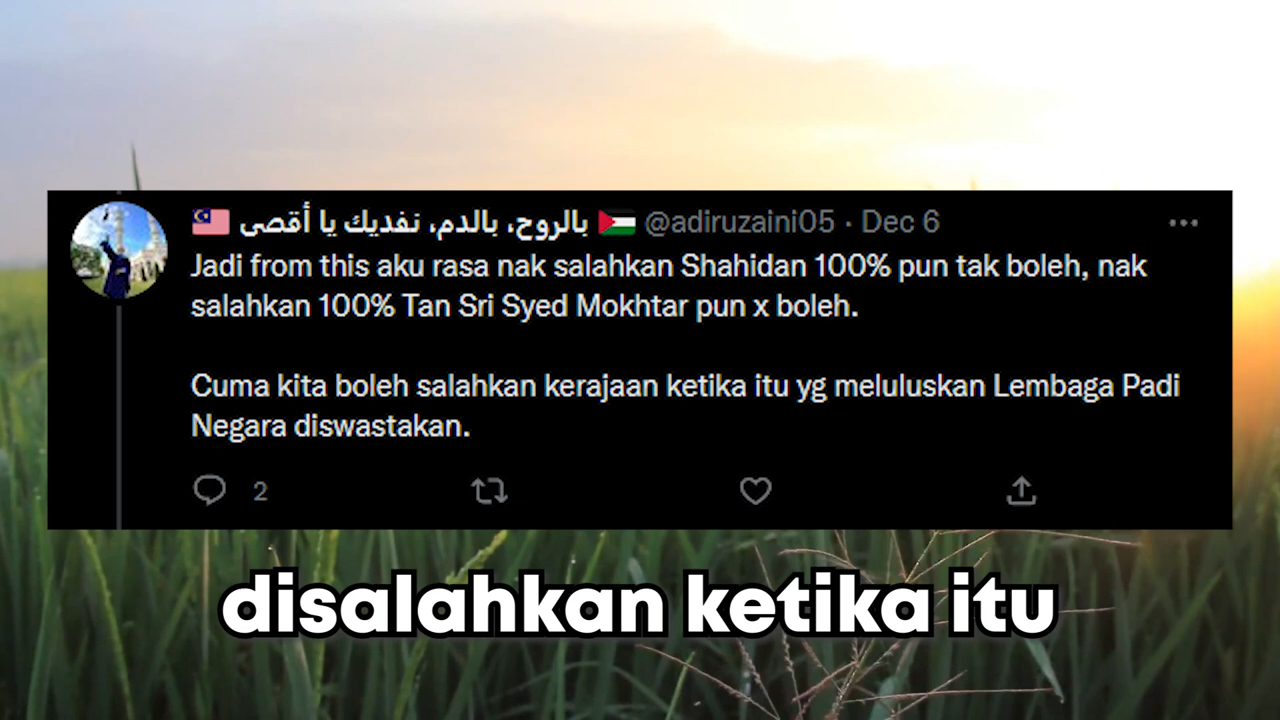 🇲🇾 بالروح، بالدم، نفديك يا أقصى 🇵🇸 @adiruzaini05 · Dec 6
Jadi from this aku rasa nak salahkan Shahidan 100% pun tak boleh, nak
salahkan 100% Tan Sri Syed Mokhtar pun x boleh.
Cuma kita boleh salahkan kerajaan ketika itu yg meluluskan Lembaga Padi
Negara diswastakan.
2
disalahkan ketika itu